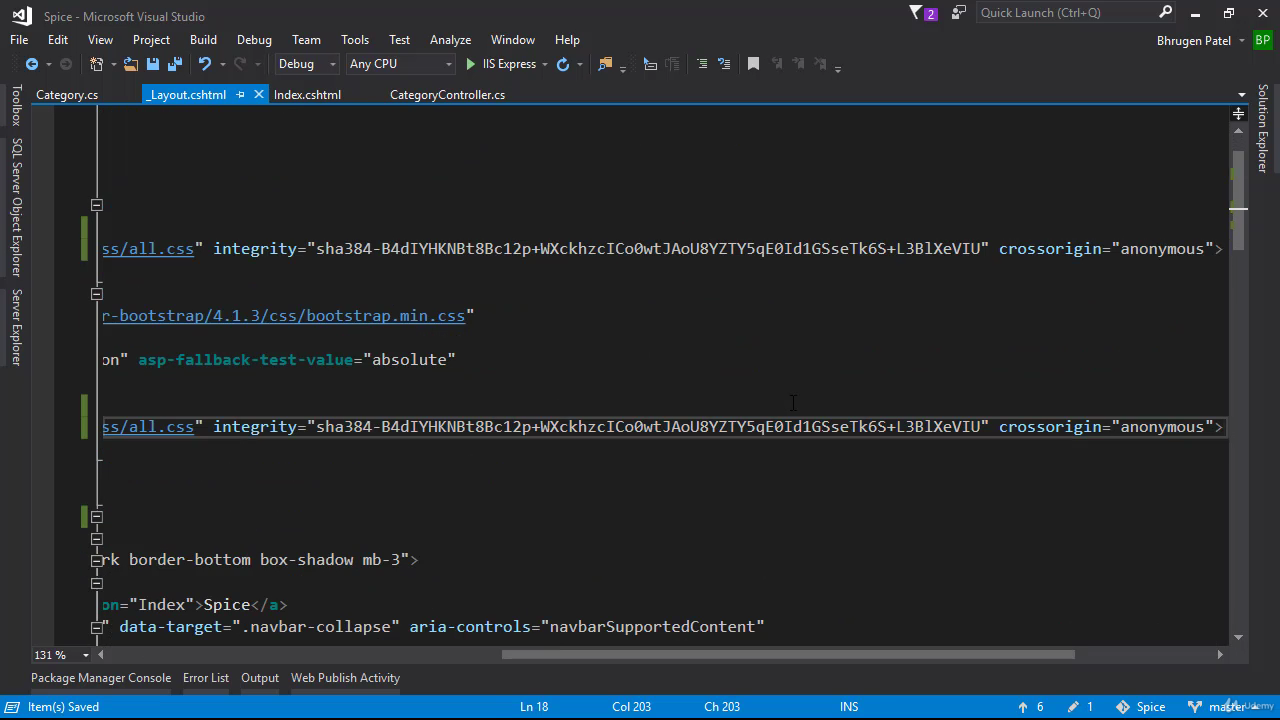 Spice - Microsoft Visual Studio
2
Quick Launch (Ctrl+Q)
File Edit View Project Build Debug Team Tools Test Analyze Window Help
Bhrugen Patel
BP
Debug
Any CPU
IIS Express
Category.cs
_Layout.cshtml
Index.cshtml
CategoryController.cs
Toolbox
SQL Server Object Explorer
Server Explorer
Solution Explorer
ss/all.css" integrity="sha384-B4dIYHKNBt8Bc12p+WXckhzcICo0wtJAoU8YZTY5qE0Id1GSseTk6S+L3BlXeVIU" crossorigin="anonymous">
r-bootstrap/4.1.3/css/bootstrap.min.css"
on" asp-fallback-test-value="absolute"
ss/all.css" integrity="sha384-B4dIYHKNBt8Bc12p+WXckhzcICo0wtJAoU8YZTY5qE0Id1GSseTk6S+L3BlXeVIU" crossorigin="anonymous">
rk border-bottom box-shadow mb-3">
on="Index">Spice</a>
" data-target=".navbar-collapse" aria-controls="navbarSupportedContent"
131 %
Package Manager Console Error List Output Web Publish Activity
Item(s) Saved
Ln 18
Col 203
Ch 203
INS
6
1
Spice
master
Udemy